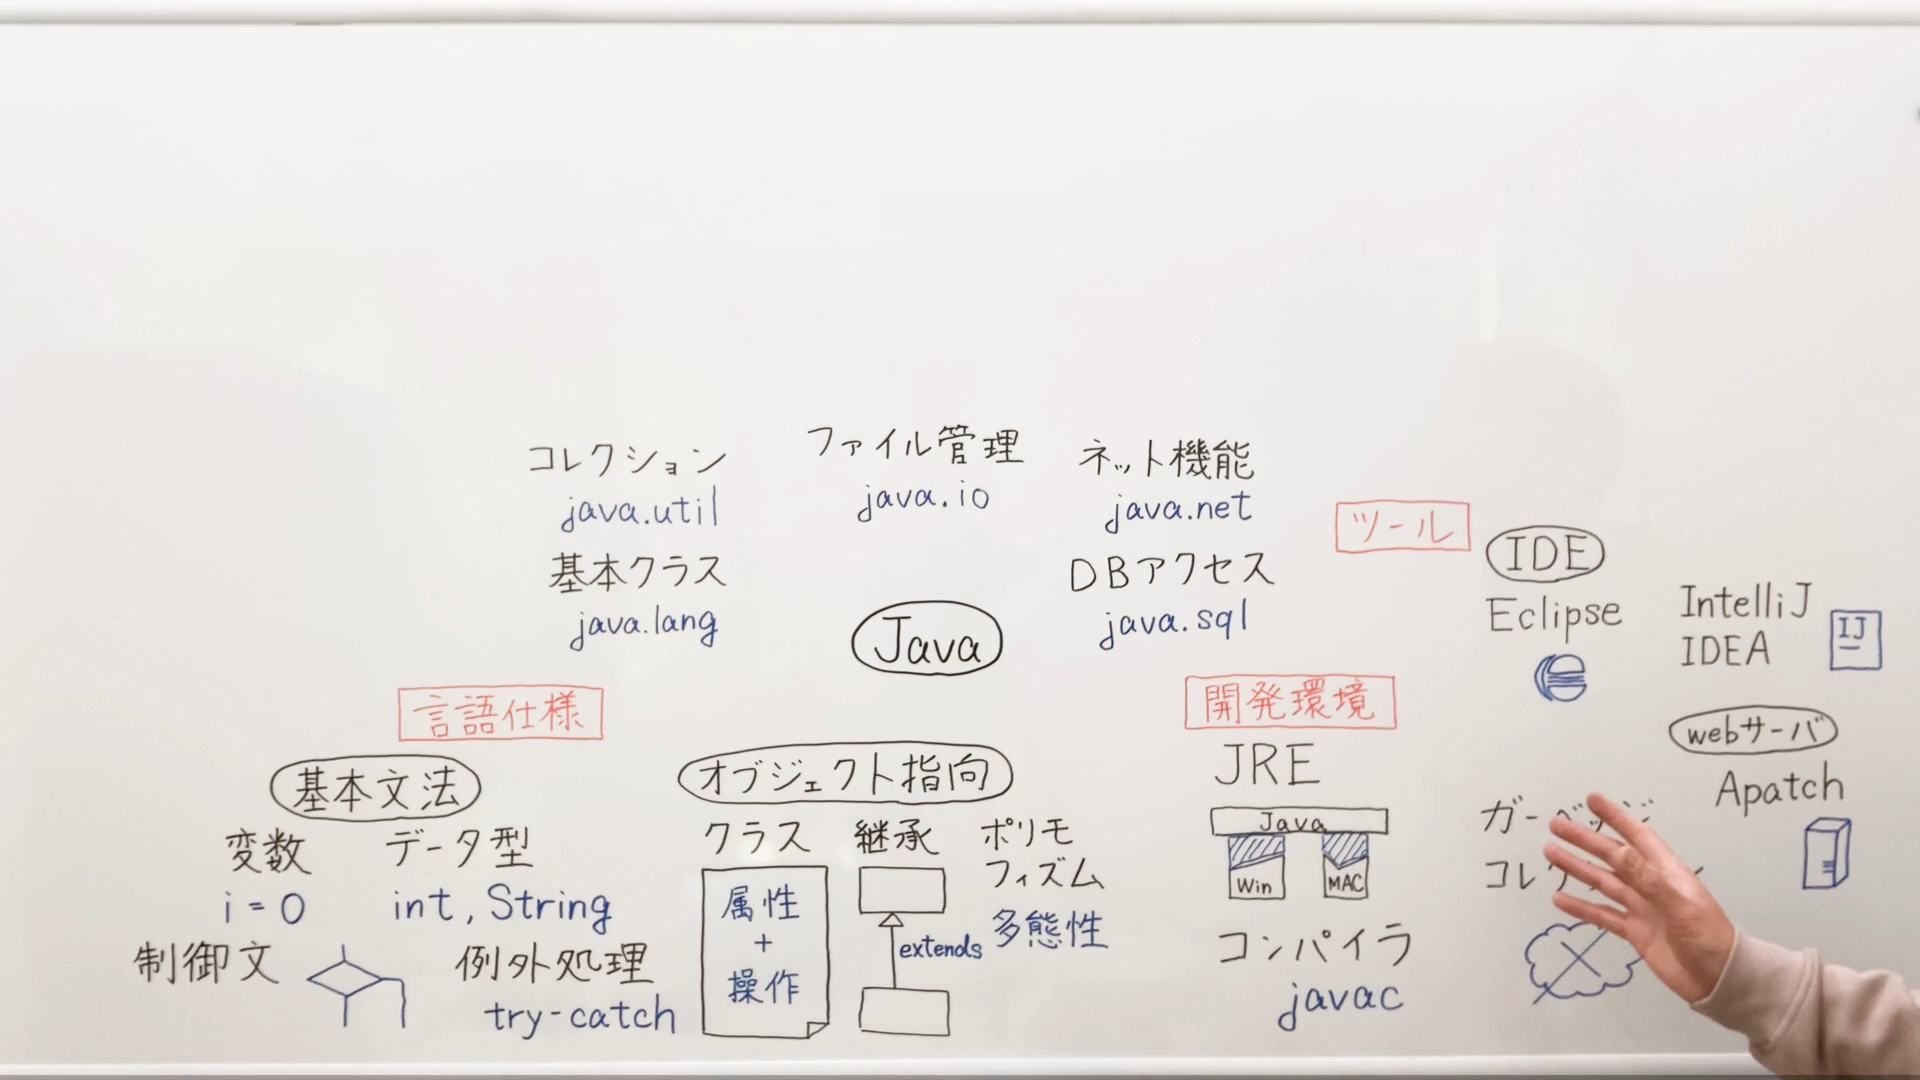 コレクション
java.util
ファイル管理
java.io
ネット機能
java.net
基本クラス
java.lang
DBアクセス
java.sql
Java
ツール
IDE
Eclipse
IntelliJ
IDEA
IJ
webサーバ
Apatch
言語仕様
基本文法
変数
i = 0
データ型
int, String
制御文
例外処理
try-catch
オブジェクト指向
クラス
属性
+
操作
継承
extends
ポリモ
フィズム
多態性
開発環境
JRE
Java
Win
MAC
コンパイラ
javac
ガーベッジ